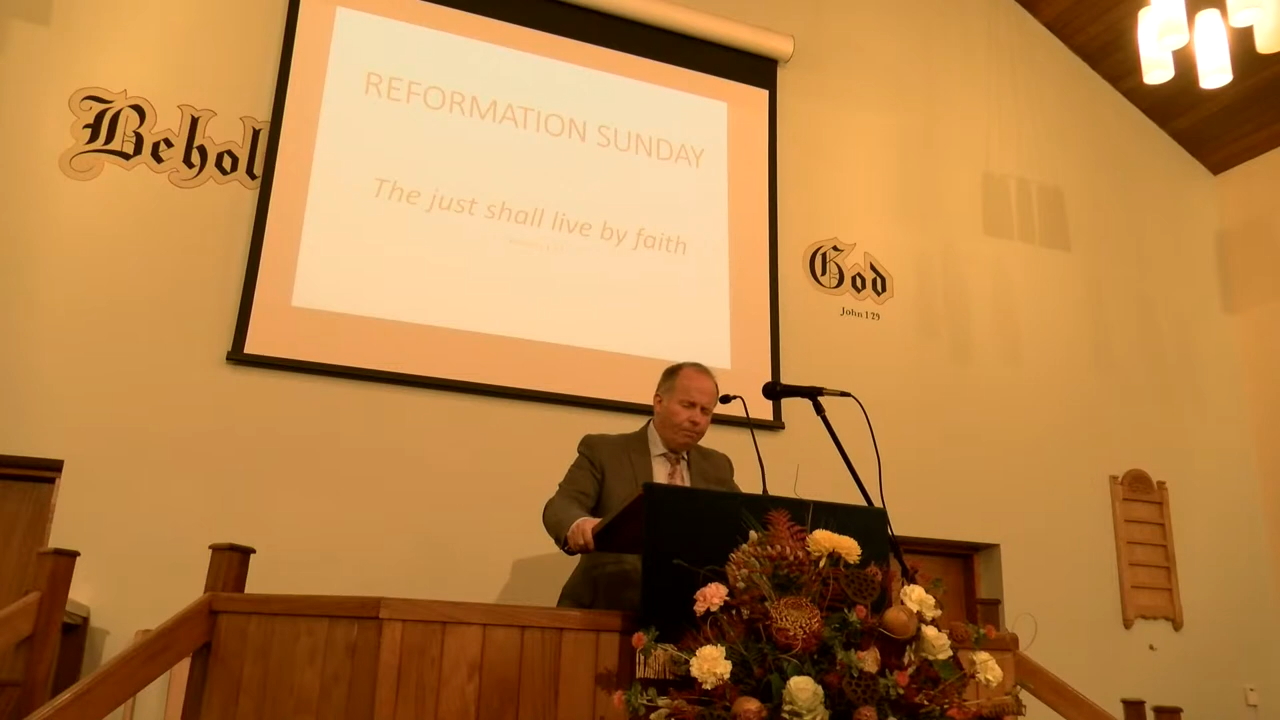 Behol
REFORMATION SUNDAY
The just shall live by faith
God
John 1:29